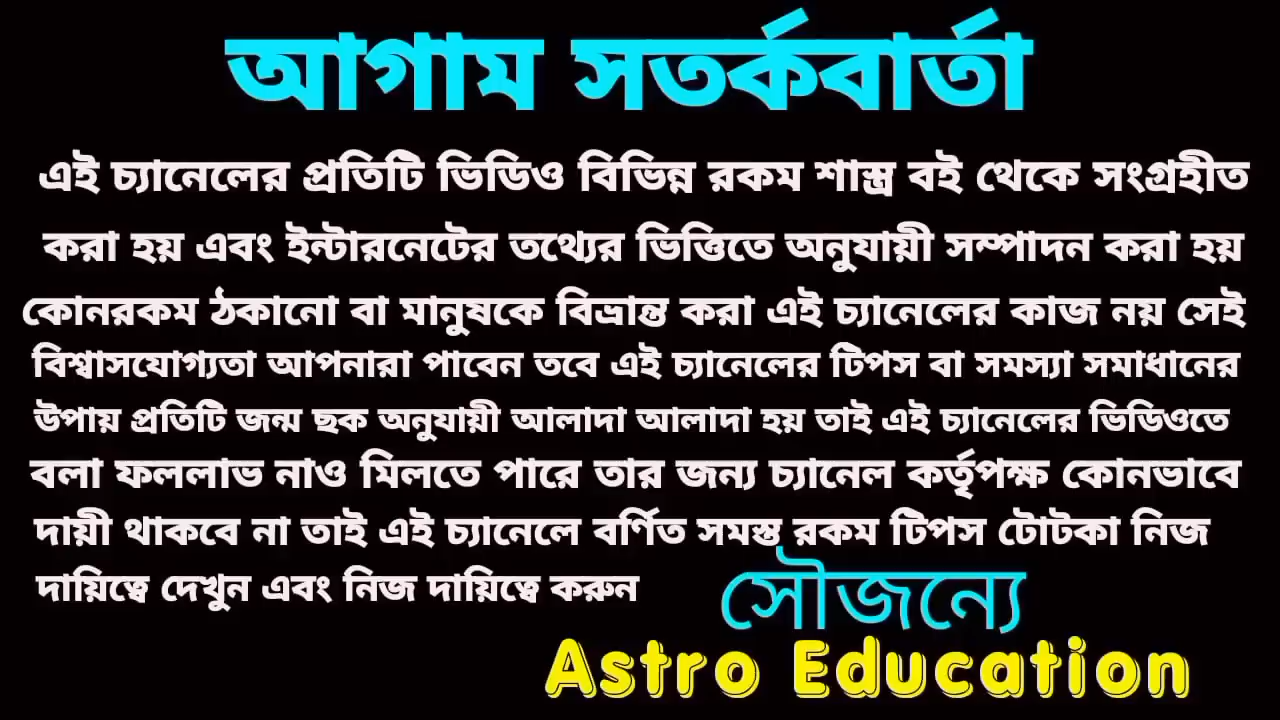 আগাম সতর্কবার্তা
এই চ্যানেলের প্রতিটি ভিডিও বিভিন্ন রকম শাস্ত্র বই থেকে সংগ্রহীত
করা হয় এবং ইন্টারনেটের তথ্যের ভিত্তিতে অনুযায়ী সম্পাদন করা হয়
কোনরকম ঠকানো বা মানুষকে বিভ্রান্ত করা এই চ্যানেলের কাজ নয় সেই
বিশ্বাসযোগ্যতা আপনারা পাবেন তবে এই চ্যানেলের টিপস বা সমস্যা সমাধানের
উপায় প্রতিটি জন্ম ছক অনুযায়ী আলাদা আলাদা হয় তাই এই চ্যানেলের ভিডিওতে
বলা ফললাভ নাও মিলতে পারে তার জন্য চ্যানেল কর্তৃপক্ষ কোনভাবে
দায়ী থাকবে না তাই এই চ্যানেলে বর্ণিত সমস্ত রকম টিপস টোটকা নিজ
দায়িত্বে দেখুন এবং নিজ দায়িত্বে করুন
সৌজন্যে
Astro Education